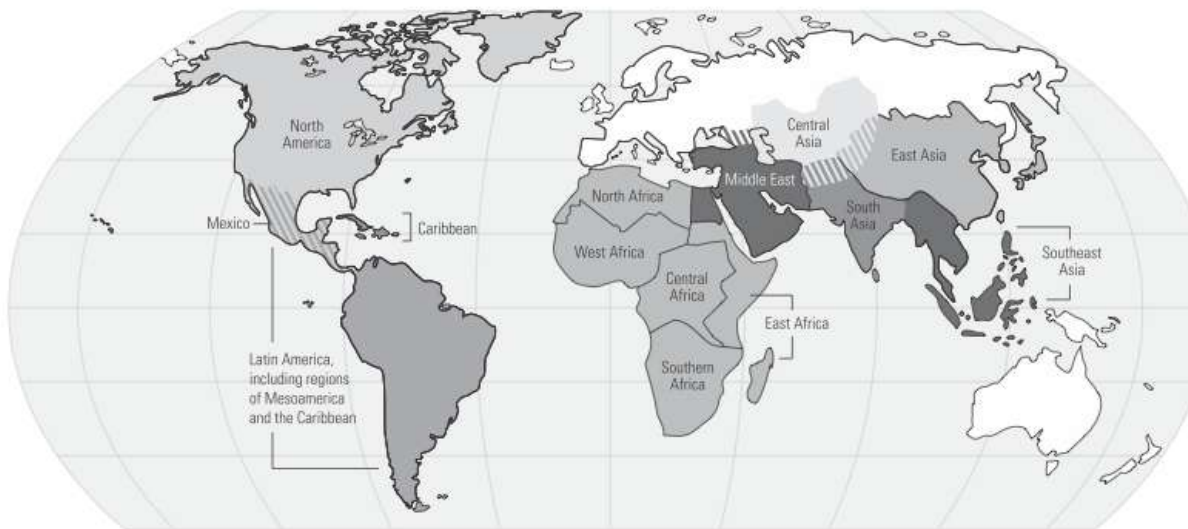 North
America
Mexico
Caribbean
Latin America,
including regions
of Mesoamerica
and the Caribbean
North Africa
West Africa
Central
Africa
East Africa
Southern
Africa
Middle East
Central
Asia
East Asia
South
Asia
Southeast
Asia